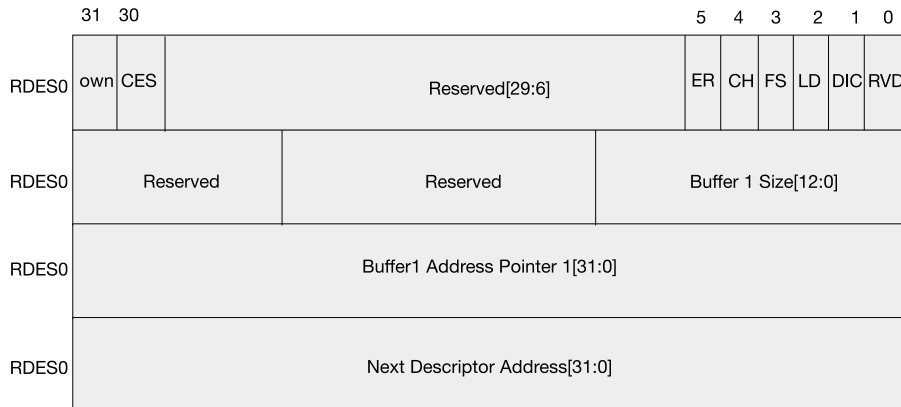 31 30 5 4 3 2 1 0
RDES0 own CES Reserved[29:6] ER CH FS LD DIC RVD
RDES0 Reserved Reserved Buffer 1 Size[12:0]
RDES0 Buffer1 Address Pointer 1[31:0]
RDES0 Next Descriptor Address[31:0]